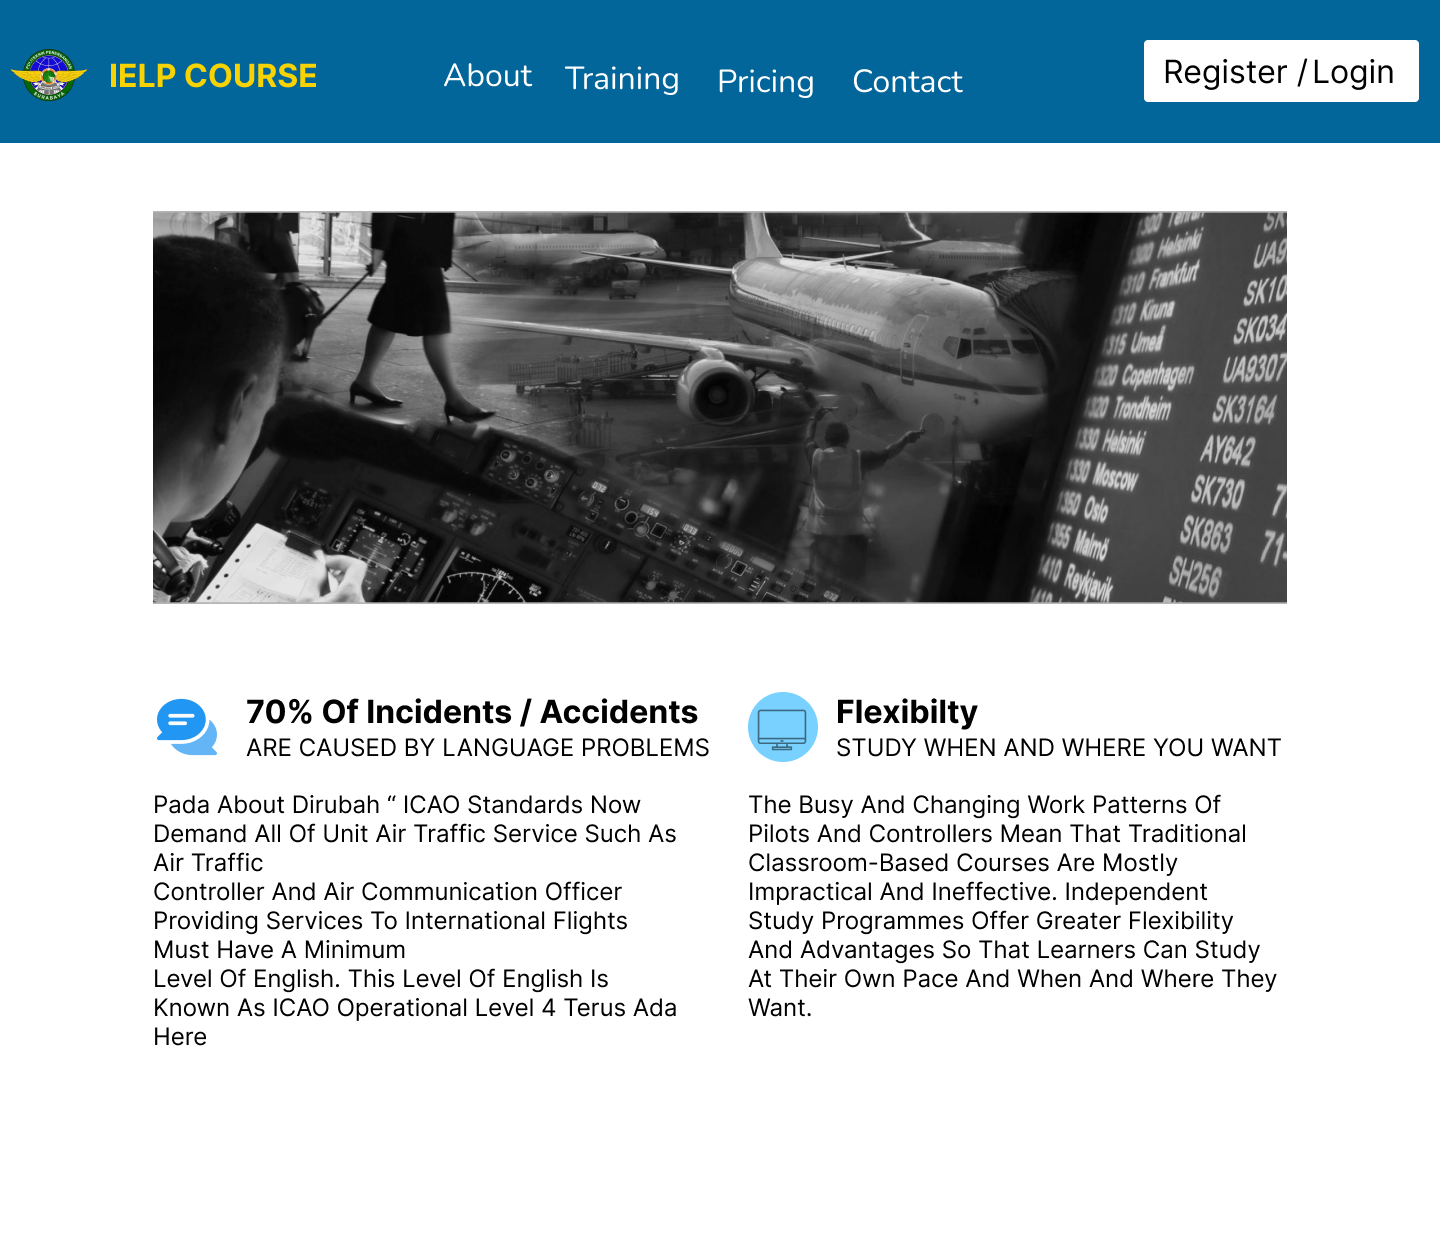 POLITEKNIK PENERBANGAN
SURABAYA
IELP COURSE
About
Training
Pricing
Contact
Register / Login
1300 Helsinki
1310 Frankfurt
1310 Kiruna
1315 Umeå
1320 Copenhagen
1320 Trondheim
1330 Helsinki
1330 Moscow
1350 Oslo
1355 Malmö
1410 Reykjavik
SK
UA9
SK10
SK034
UA9307
SK3164
AY642
SK730
SK863
SH256
70% Of Incidents / Accidents
ARE CAUSED BY LANGUAGE PROBLEMS
Pada About Dirubah “ ICAO Standards Now
Demand All Of Unit Air Traffic Service Such As
Air Traffic
Controller And Air Communication Officer
Providing Services To International Flights
Must Have A Minimum
Level Of English. This Level Of English Is
Known As ICAO Operational Level 4 Terus Ada
Here
Flexibilty
STUDY WHEN AND WHERE YOU WANT
The Busy And Changing Work Patterns Of
Pilots And Controllers Mean That Traditional
Classroom-Based Courses Are Mostly
Impractical And Ineffective. Independent
Study Programmes Offer Greater Flexibility
And Advantages So That Learners Can Study
At Their Own Pace And When And Where They
Want.